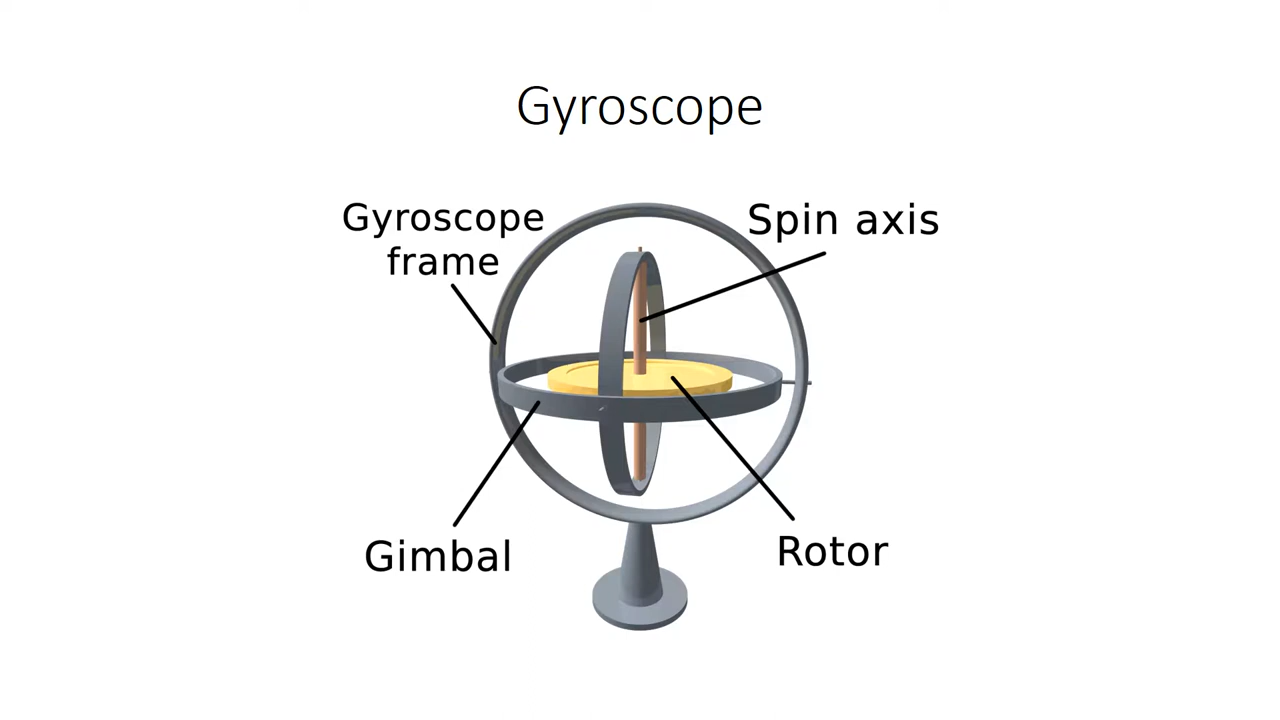 Gyroscope
Gyroscope
frame
Spin axis
Gimbal
Rotor